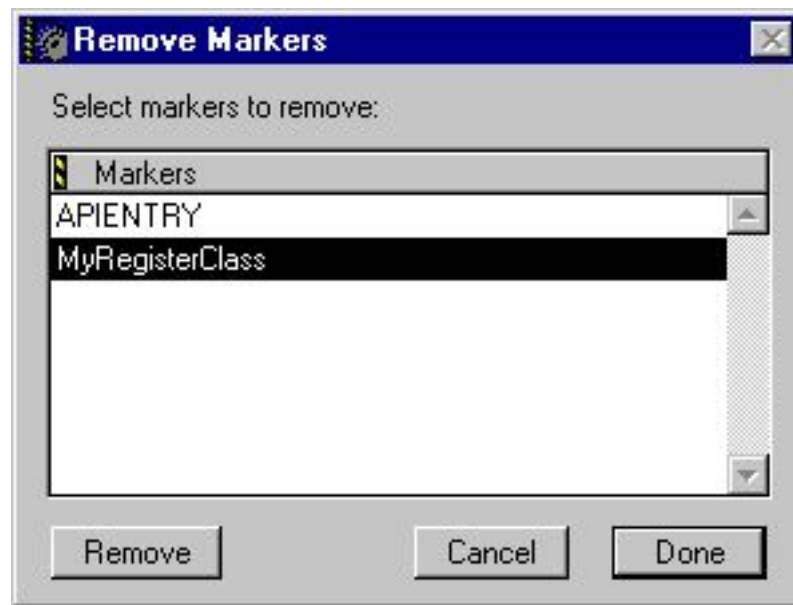 Remove Markers
Select markers to remove:
Markers
APIENTRY
MyRegisterClass
Remove Cancel Done